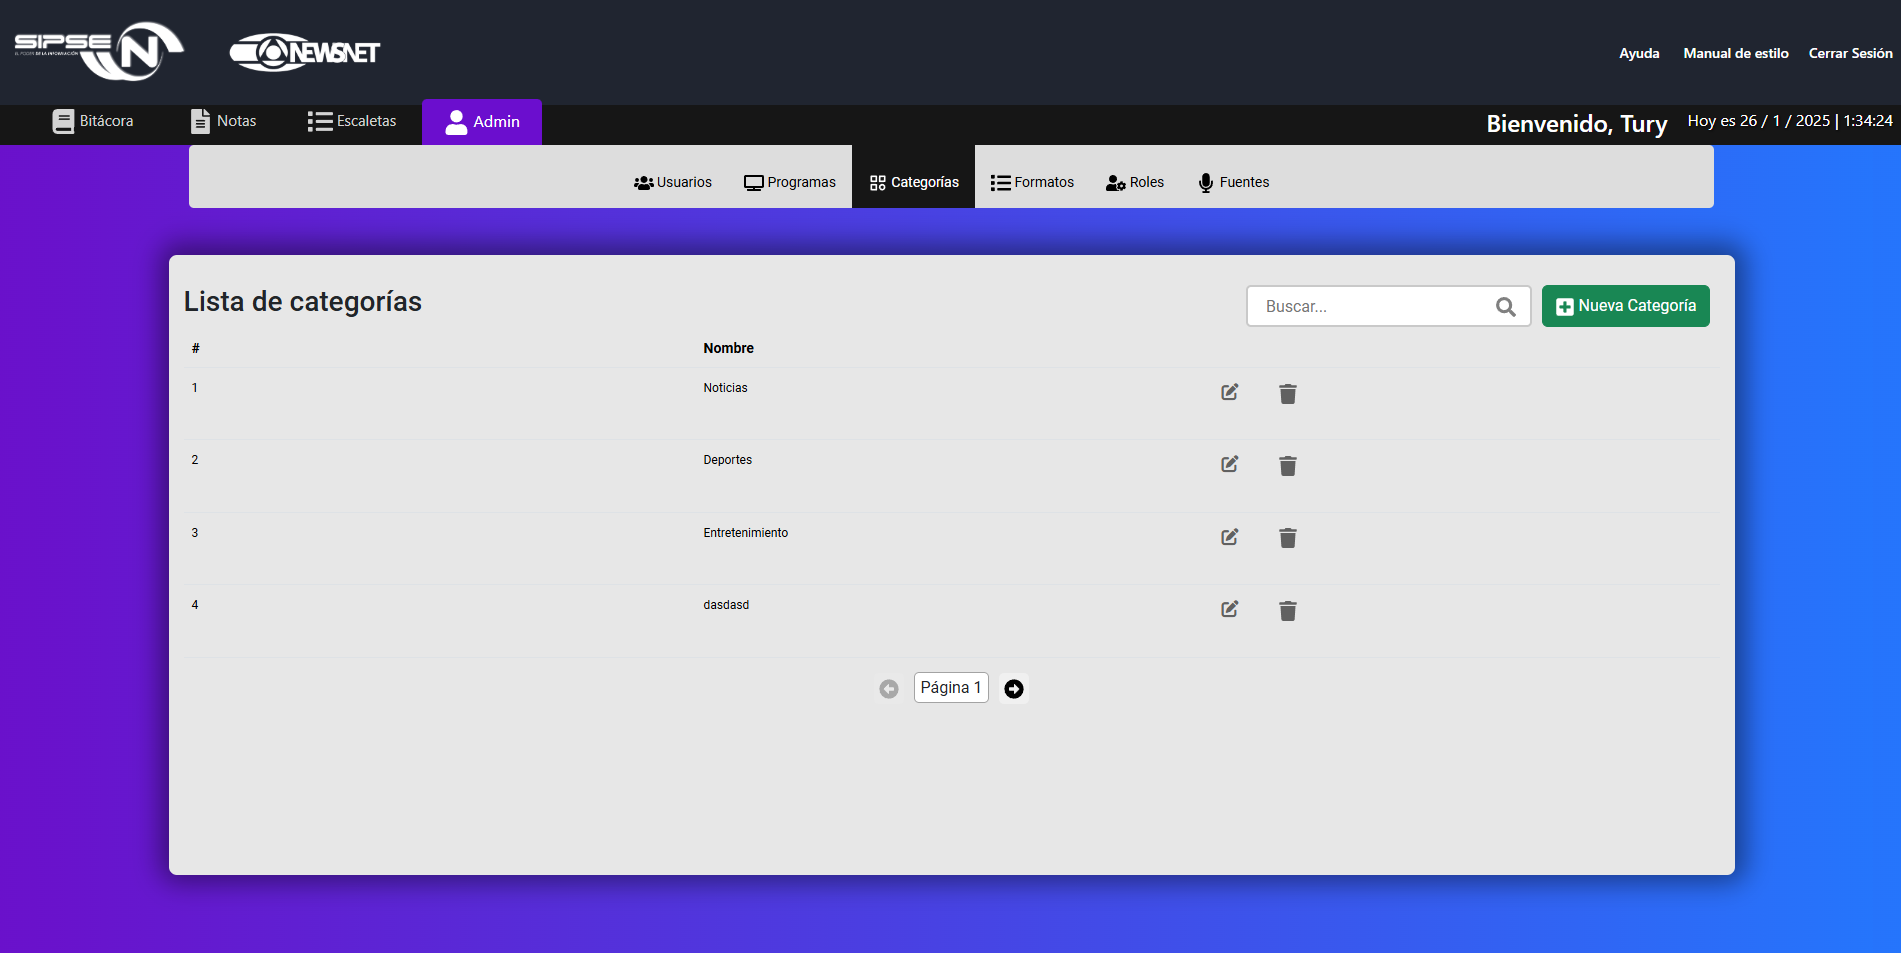 SIPSE N NEWSNET
EL PODER DE LA INFORMACIÓN
Ayuda Manual de estilo Cerrar Sesión
Bitácora Notas Escaletas Admin Bienvenido, Tury Hoy es 26 / 1 / 2025 | 1:34:24
Usuarios Programas Categorías Formatos Roles Fuentes
Lista de categorías Buscar... Nueva Categoría
# Nombre
1 Noticias
2 Deportes
3 Entretenimiento
4 dasdasd
Página 1